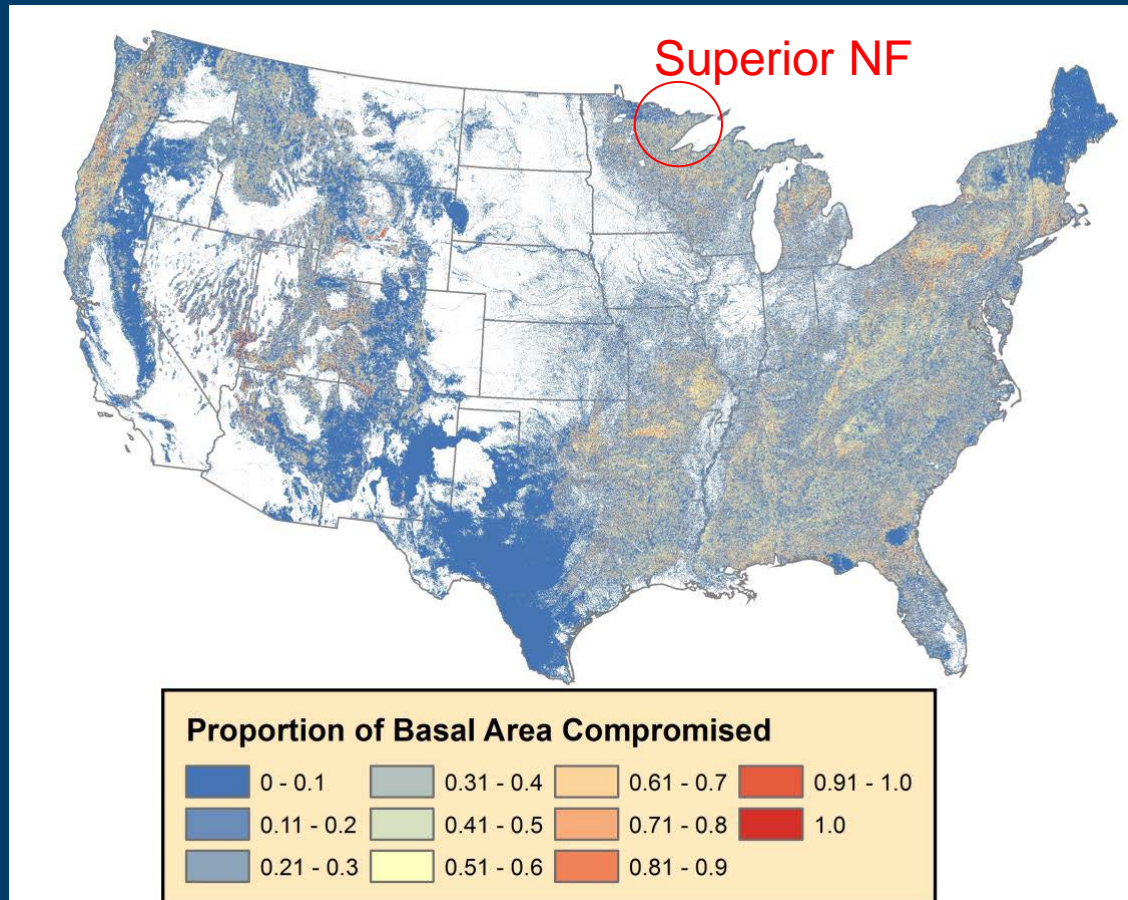 Superior NF
Proportion of Basal Area Compromised
0 - 0.1
0.31 - 0.4
0.61 - 0.7
0.91 - 1.0
0.11 - 0.2
0.41 - 0.5
0.71 - 0.8
1.0
0.21 - 0.3
0.51 - 0.6
0.81 - 0.9